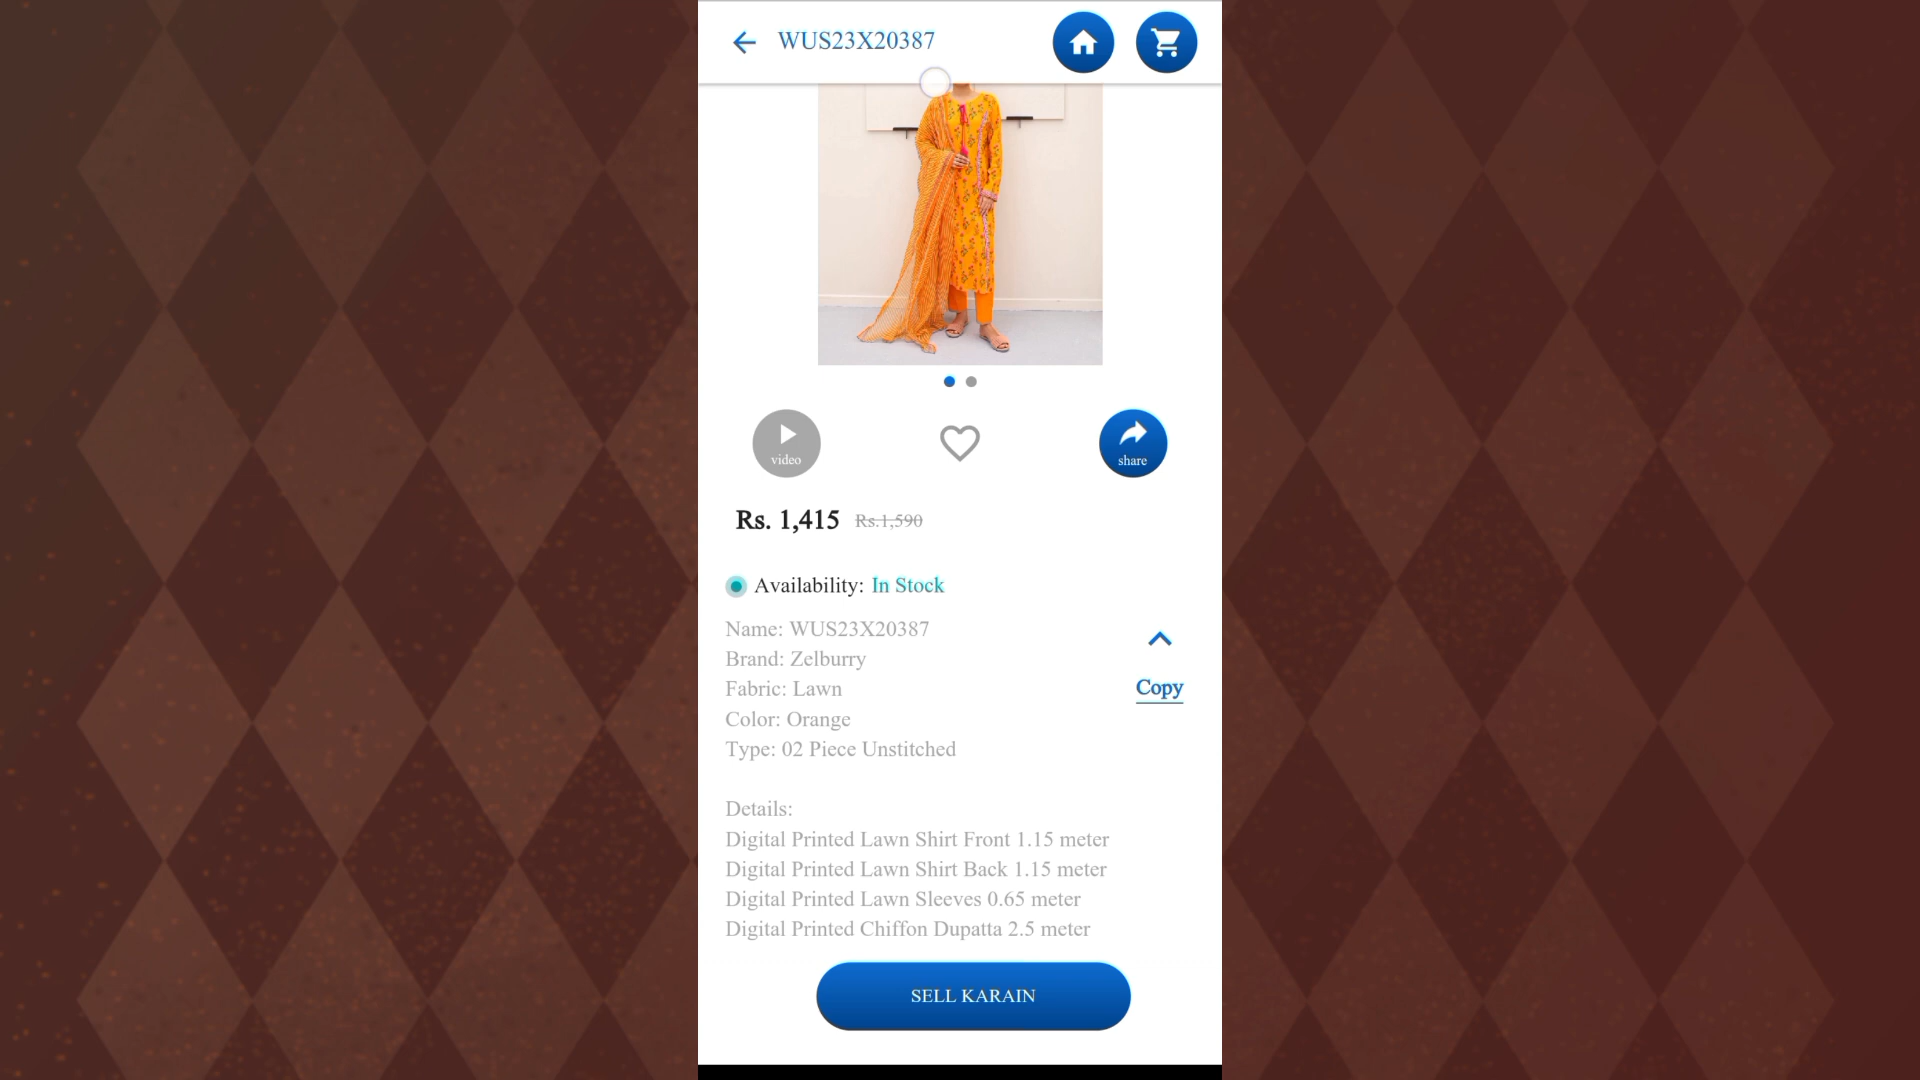 WUS23X20387
video
share
Rs. 1,415 Rs.1,590
Availability: In Stock
Name: WUS23X20387
Brand: Zelburry
Fabric: Lawn
Color: Orange
Type: 02 Piece Unstitched
Copy
Details:
Digital Printed Lawn Shirt Front 1.15 meter
Digital Printed Lawn Shirt Back 1.15 meter
Digital Printed Lawn Sleeves 0.65 meter
Digital Printed Chiffon Dupatta 2.5 meter
SELL KARAIN